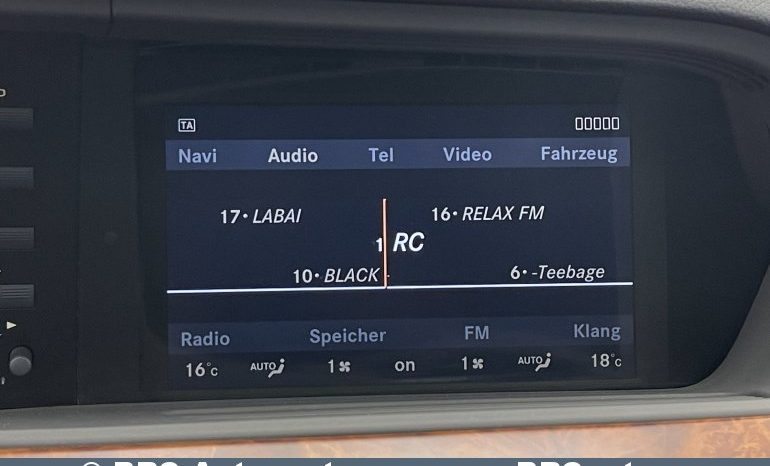 TA
Navi Audio Tel Video Fahrzeug
17• LABAI 16• RELAX FM
1 RC
10• BLACK 6• -Teebage
Radio Speicher FM Klang
16°C AUTO 1 on 1 AUTO 18°C